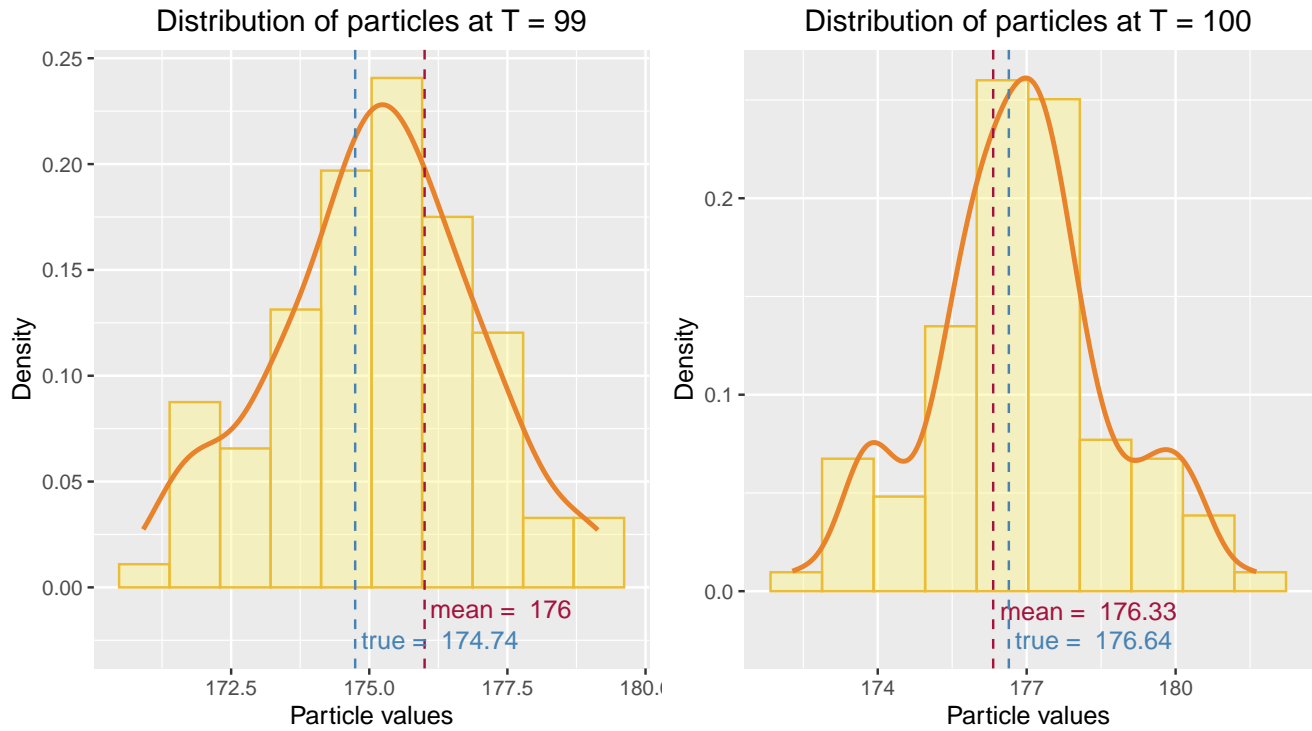 Distribution of particles at T = 99
0.25
0.20
0.15
0.10
0.05
0.00
Density
mean = 176
true = 174.74
172.5 175.0 177.5 180.0
Particle values
Distribution of particles at T = 100
0.2
0.1
0.0
Density
mean = 176.33
true = 176.64
174 177 180
Particle values